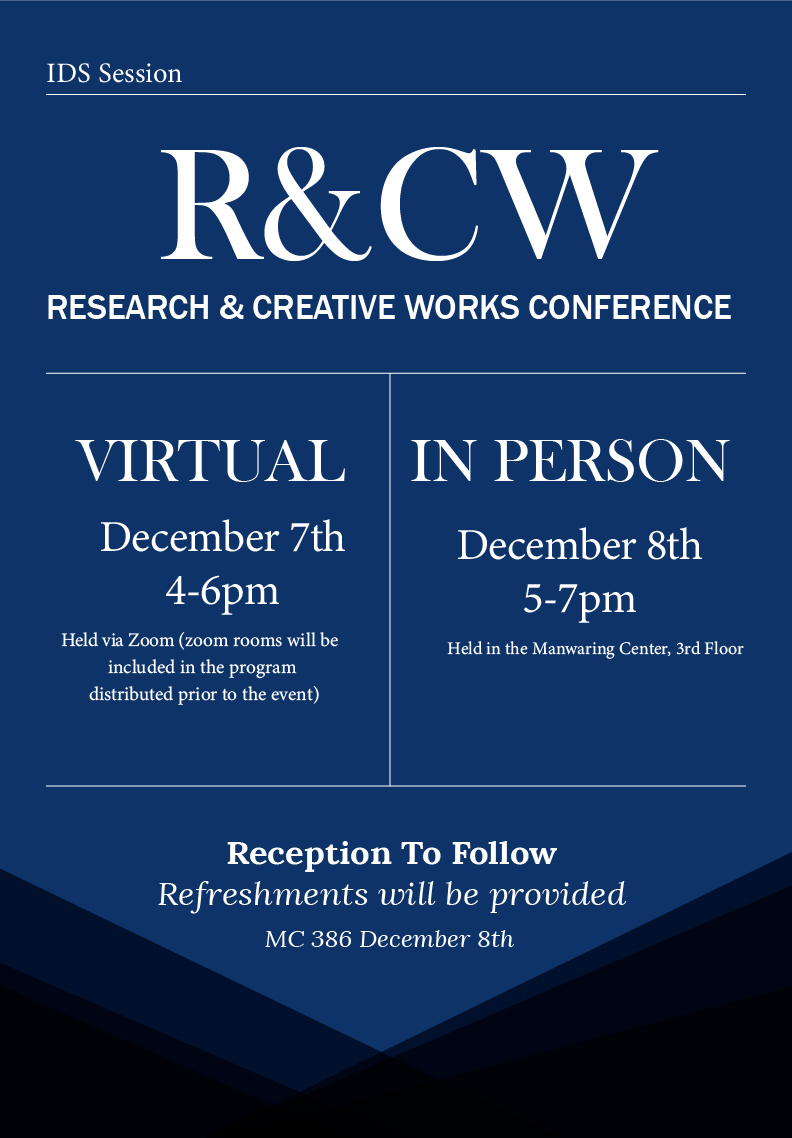 IDS Session
R&CW
RESEARCH & CREATIVE WORKS CONFERENCE
VIRTUAL
December 7th
4-6pm
Held via Zoom (zoom rooms will be
included in the program
distributed prior to the event)
IN PERSON
December 8th
5-7pm
Held in the Manwaring Center, 3rd Floor
Reception To Follow
Refreshments will be provided
MC 386 December 8th